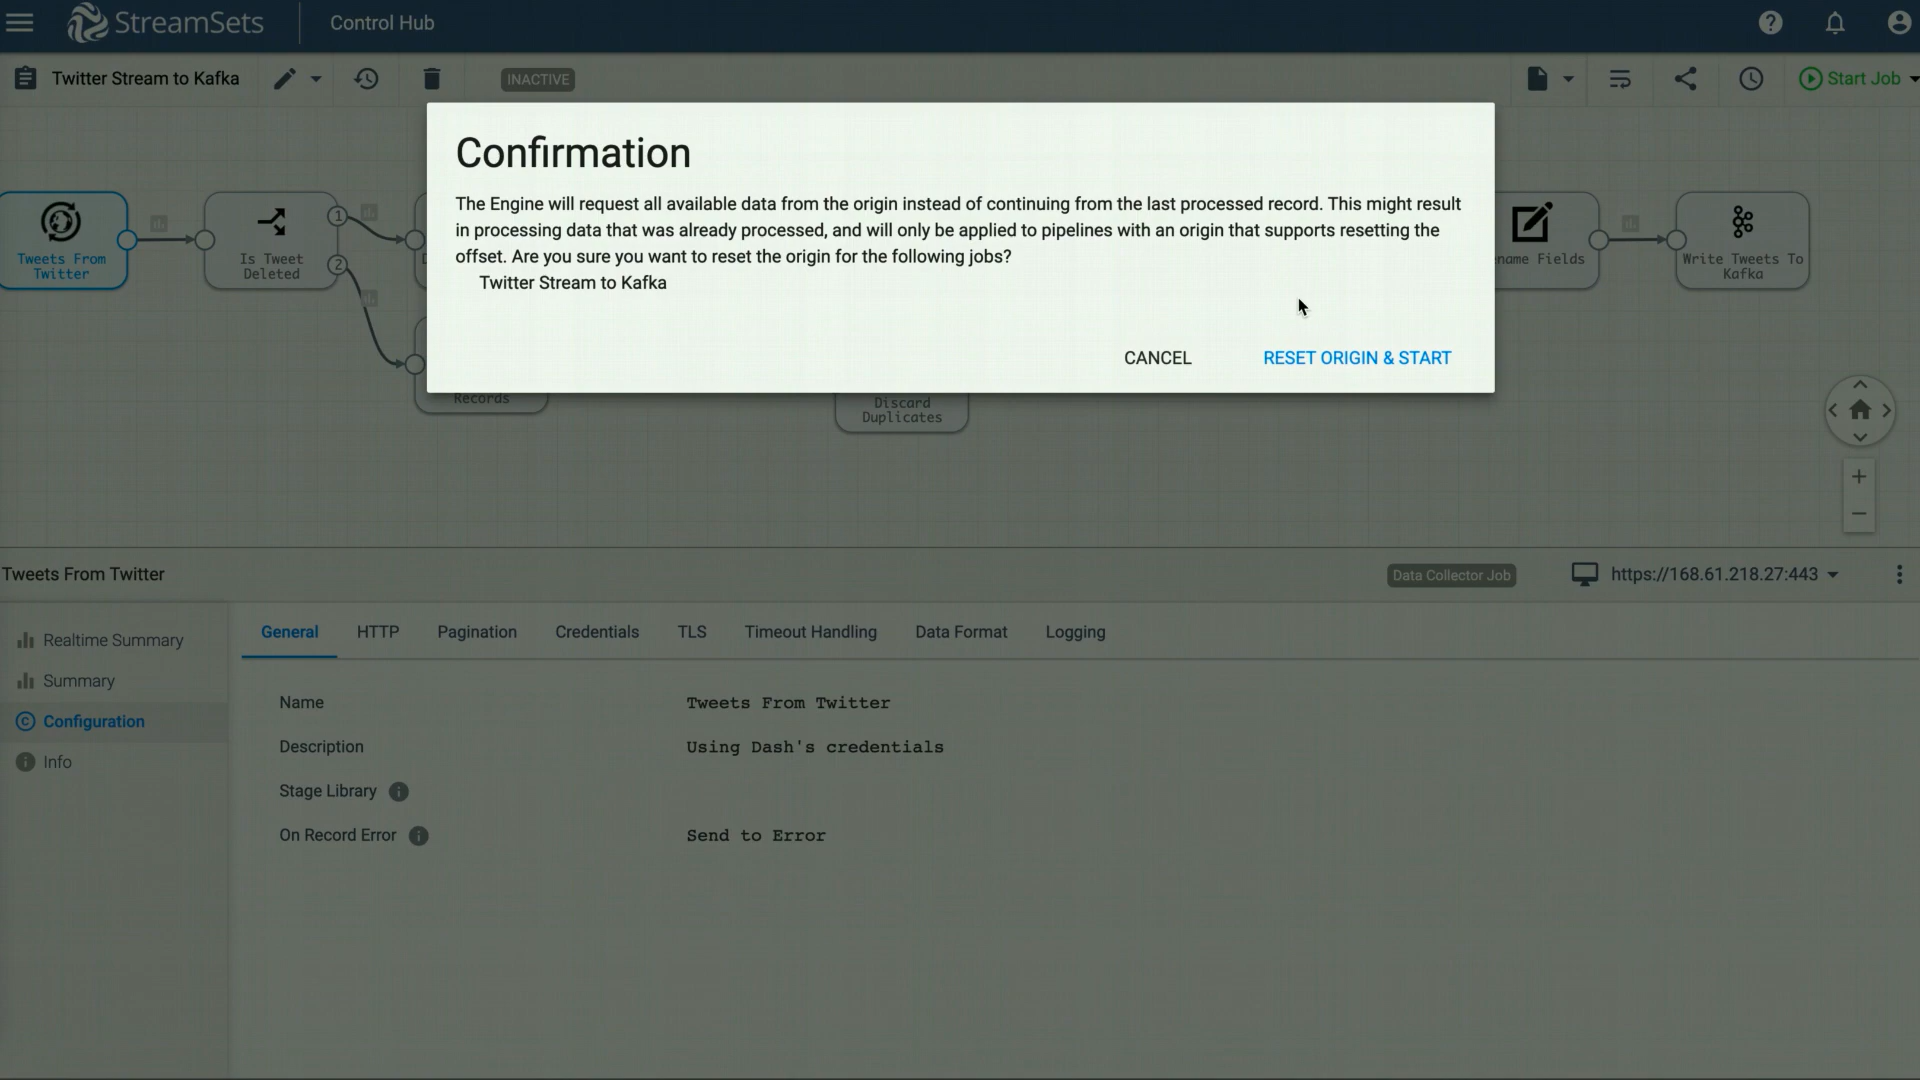 StreamSets
Control Hub
Twitter Stream to Kafka
INACTIVE
Start Job
Confirmation
The Engine will request all available data from the origin instead of continuing from the last processed record. This might result
in processing data that was already processed, and will only be applied to pipelines with an origin that supports resetting the
offset. Are you sure you want to reset the origin for the following jobs?
Twitter Stream to Kafka
CANCEL
RESET ORIGIN & START
Tweets From
Twitter
Is Tweet
Deleted
1
2
Records
Discard
Duplicates
Fields
Write Tweets To
Kafka
Tweets From Twitter
Data Collector Job
https://168.61.218.27:443
Realtime Summary
Summary
Configuration
Info
General
HTTP
Pagination
Credentials
TLS
Timeout Handling
Data Format
Logging
Name
Tweets From Twitter
Description
Using Dash's credentials
Stage Library
On Record Error
Send to Error